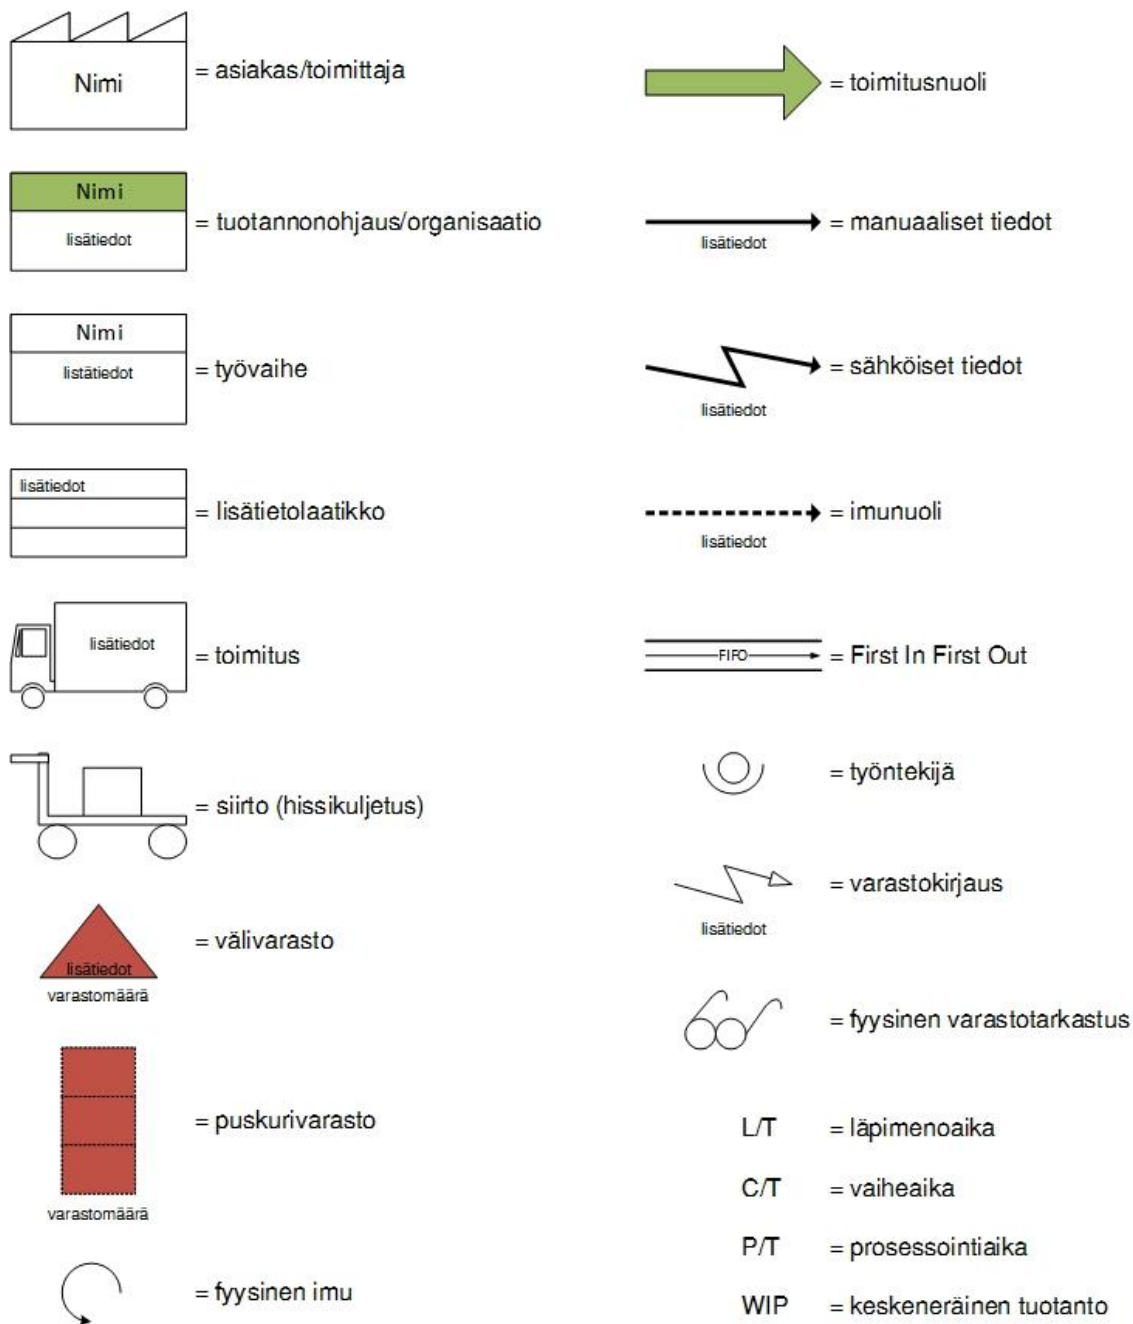 Nimi
= asiakas/toimittaja
Nimi
lisätiedot
= tuotannonohjaus/organisaatio
Nimi
listätiedot
= työvaihe
lisätiedot
= lisätietolaatikko
lisätiedot
= toimitus
= siirto (hissikuljetus)
lisätiedot
varastomäärä
= välivarasto
= puskurivarasto
varastomäärä
= fyysinen imu
= toimitusnuoli
= manuaaliset tiedot
lisätiedot
= sähköiset tiedot
lisätiedot
= imunuoli
lisätiedot
FIFO
= First In First Out
= työntekijä
= varastokirjaus
lisätiedot
= fyysinen varastotarkastus
L/T = läpimenoaika
C/T = vaiheaika
P/T = prosessointiaika
WIP = keskeneräinen tuotanto